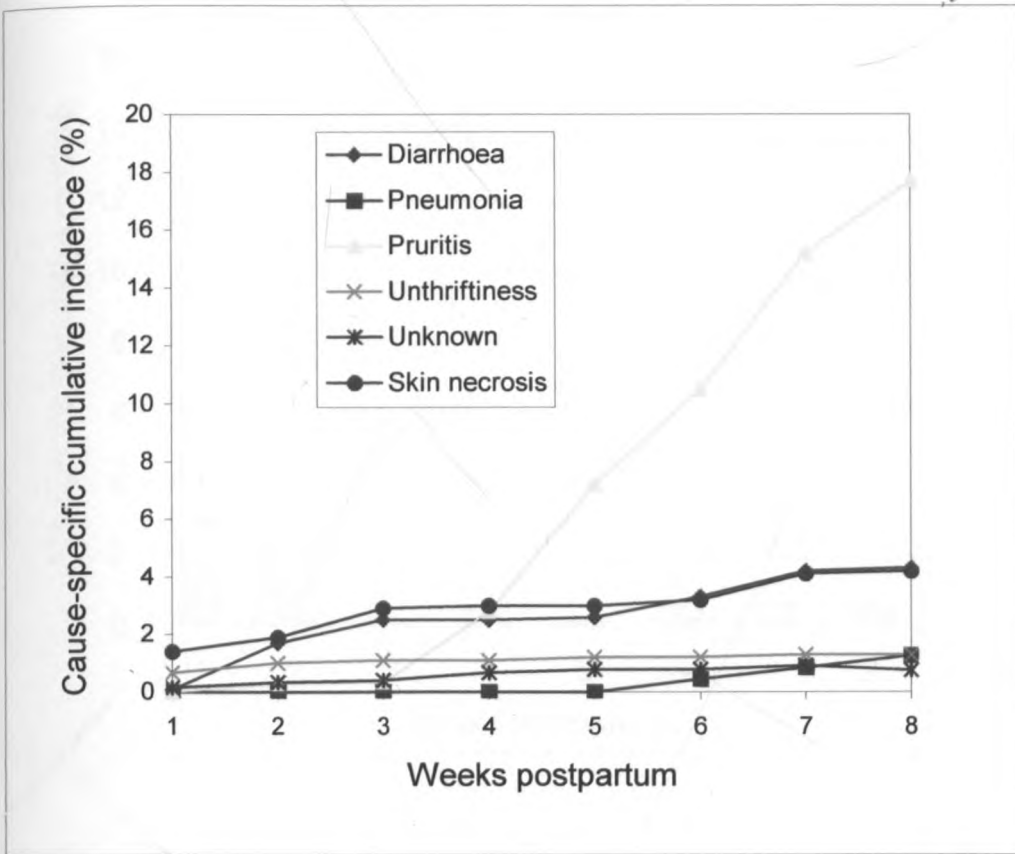 Cause-specific cumulative incidence (%)
20
18
16
14
12
10
8
6
4
2
0
Diarrhoea
Pneumonia
Pruritis
Unthriftiness
Unknown
Skin necrosis
1 2 3 4 5 6 7 8
Weeks postpartum